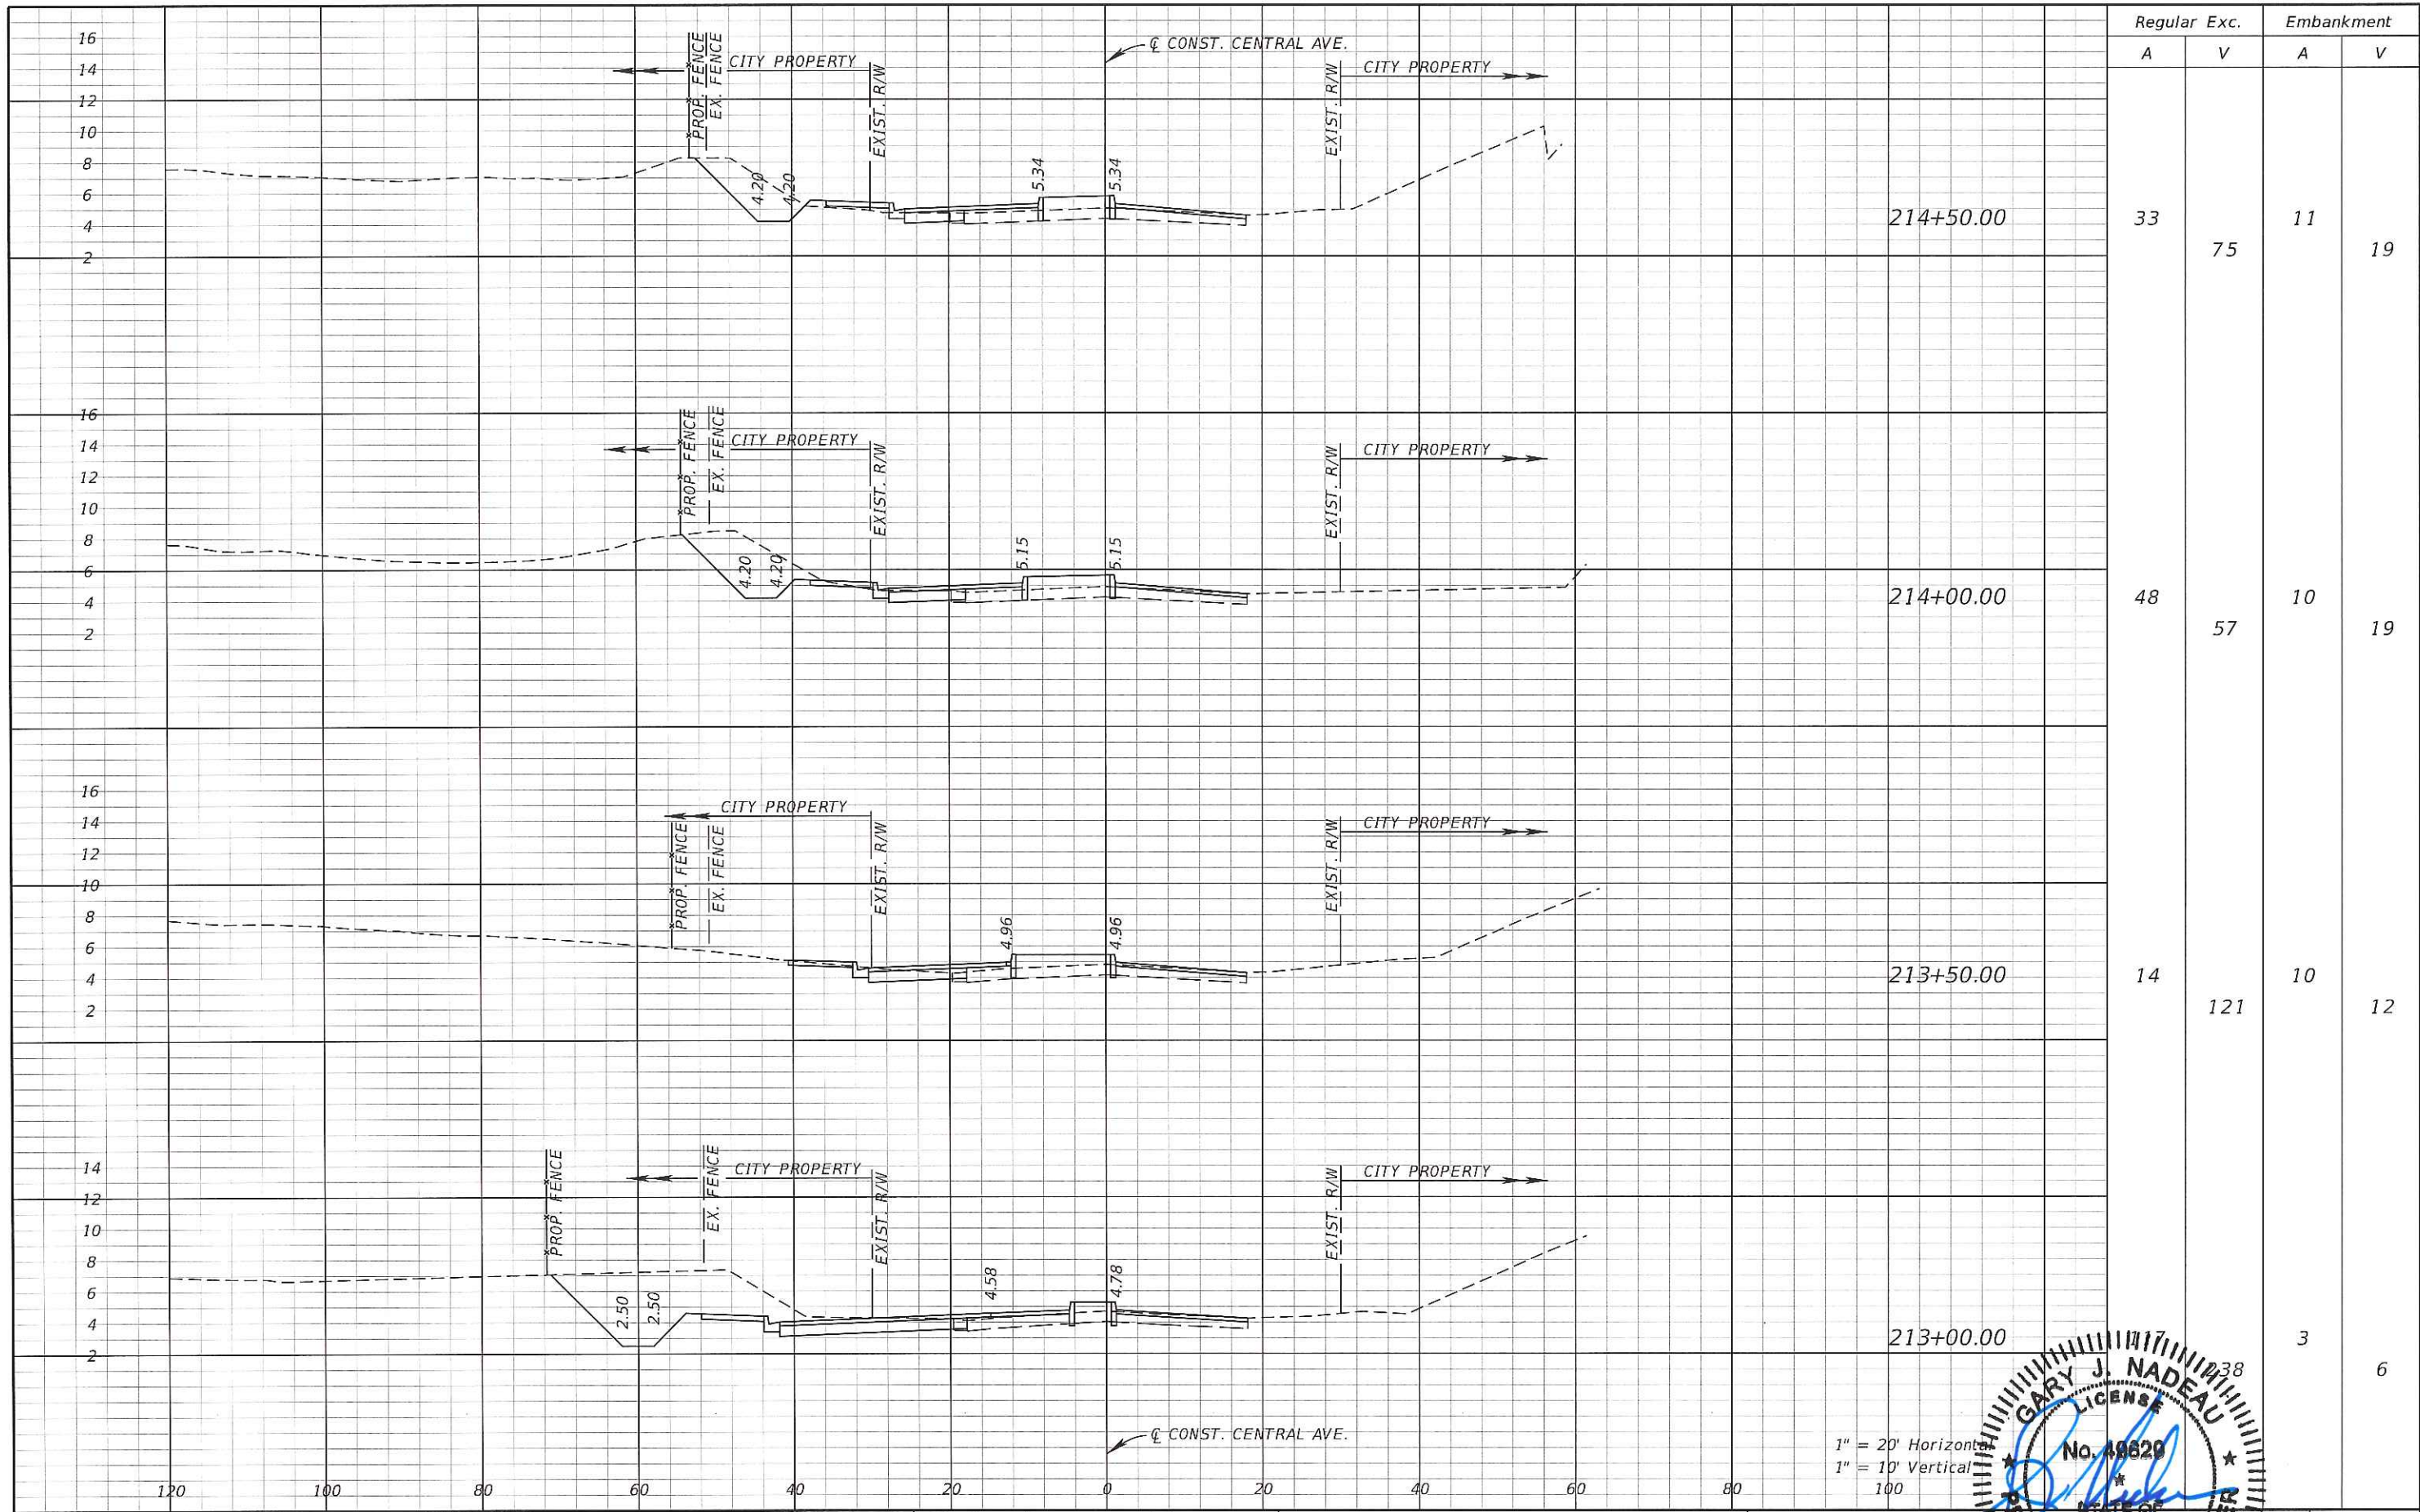 Regular Exc. Embankment
A V A V
16
14
12
10
8
6
4
2
PROP. FENCE
EX. FENCE
CITY PROPERTY
EXIST. R/W
℄ CONST. CENTRAL AVE.
EXIST. R/W
CITY PROPERTY
4.20
4.20
5.34
5.34
214+50.00
33
11
75
19
16
14
12
10
8
6
4
2
PROP. FENCE
EX. FENCE
CITY PROPERTY
EXIST. R/W
EXIST. R/W
CITY PROPERTY
4.20
4.20
5.15
5.15
214+00.00
48
10
57
19
16
14
12
10
8
6
4
2
CITY PROPERTY
PROP. FENCE
EX. FENCE
EXIST. R/W
EXIST. R/W
CITY PROPERTY
4.96
4.96
213+50.00
14
10
121
12
14
12
10
8
6
4
2
PROP. FENCE
EX. FENCE
CITY PROPERTY
EXIST. R/W
EXIST. R/W
CITY PROPERTY
2.50
2.50
4.58
4.78
213+00.00
117
3
6
℄ CONST. CENTRAL AVE.
1" = 20' Horizontal
1" = 10' Vertical
GARY J. NADEAU
LICENSE
No. 49629
STATE OF
120 100 80 60 40 20 0 20 40 60 80 100